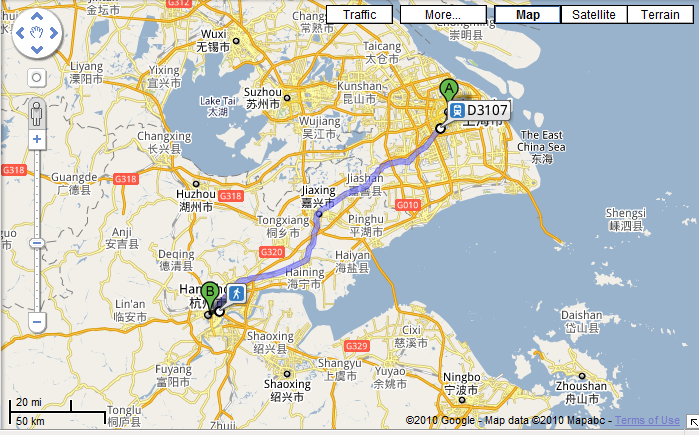 Traffic
More...
Map
Satellite
Terrain
G312
金坛市
Wuxi
无锡市
Changshu
常熟市
Taicang
太仓市
崇明县
Liyang
溧阳市
Yixing
宜兴市
Suzhou
苏州市
Kunshan
昆山市
Lake Tai
太湖
Wujiang
吴江市
A
D3107
上海市
The East
China Sea
东海
Changxing
长兴县
G318
Guangde
广德县
G318
Huzhou
湖州市
G318
Jiaxing
嘉兴市
Jiashan
嘉善县
G010
Tongxiang
桐乡市
Pinghu
平湖市
Shengsi
嵊泗县
Anji
安吉县
Deqing
德清县
G320
Haiyan
海盐县
Haining
海宁市
B
Lin'an
临安市
Daishan
岱山县
Shaoxing
绍兴县
G329
Cixi
慈溪市
Shangyu
上虞市
Fuyang
富阳市
Yuyao
余姚市
Shaoxing
绍兴市
Ningbo
宁波市
Zhoushan
舟山市
20 mi
50 km
Tonglu
桐庐县
Zhuji
©2010 Google - Map data ©2010 Mapabc - Terms of Use